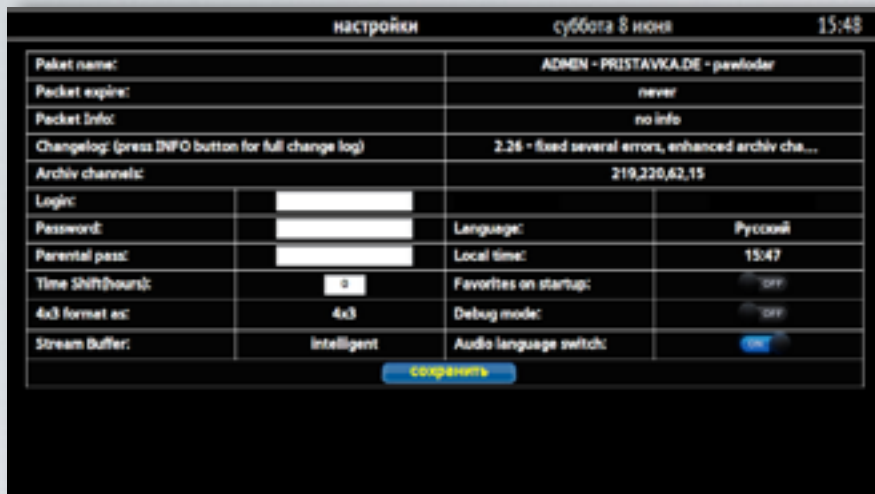 настройки суббота 8 июня 15:48
Paket name: ADMIN - PRISTAVKA.DE - pawlodar
Packet expire: never
Packet Info: no info
Changelog: (press INFO button for full change log) 2.26 - fixed several errors, enhanced archiv cha...
Archiv channels: 219,220,62,15
Login:
Password: Language: Русский
Parental pass: Local time: 15:47
Time Shift(hours): 0 Favorites on startup: OFF
4x3 format as: 4x3 Debug mode: OFF
Stream Buffer: intelligent Audio language switch: ON
сохранить